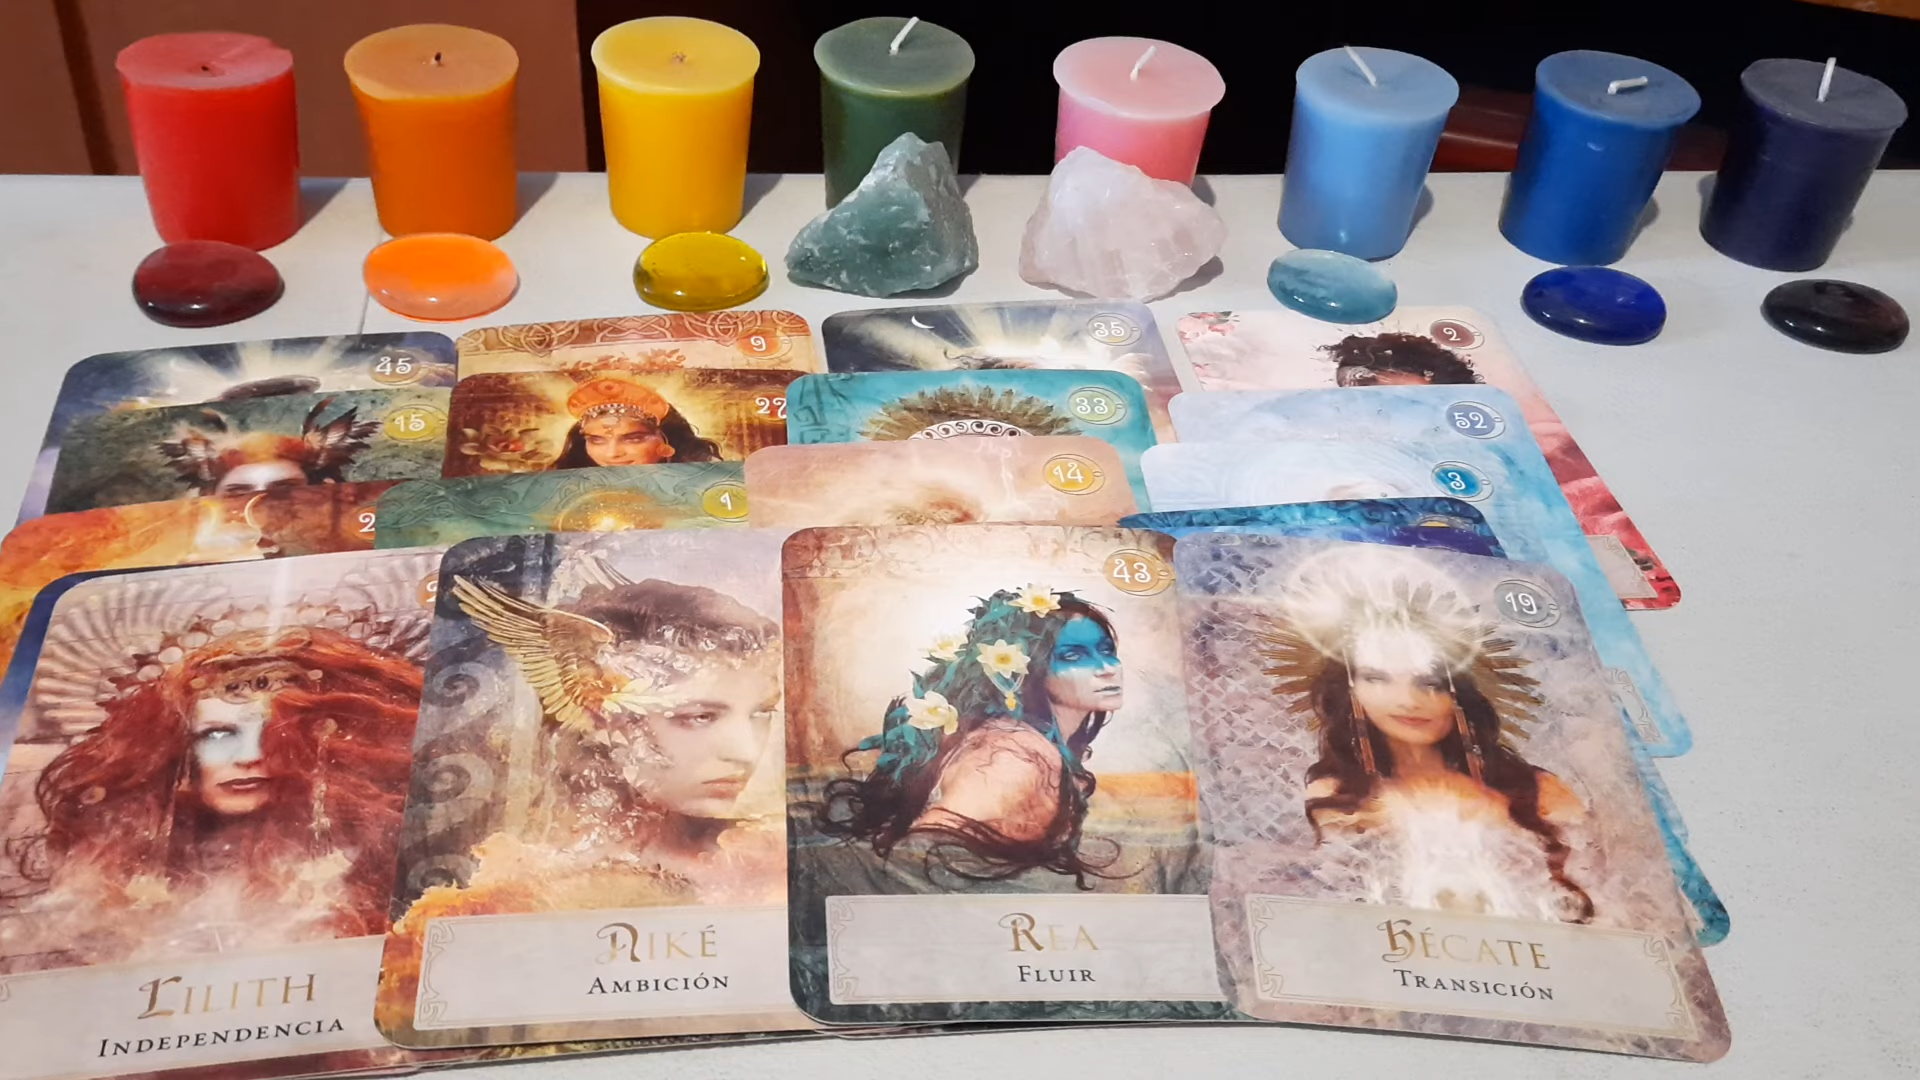 45
9
35
2
15
27
33
52
1
14
3
43
19
LILITH
INDEPENDENCIA
NIKÉ
AMBICIÓN
REA
FLUIR
HÉCATE
TRANSICIÓN